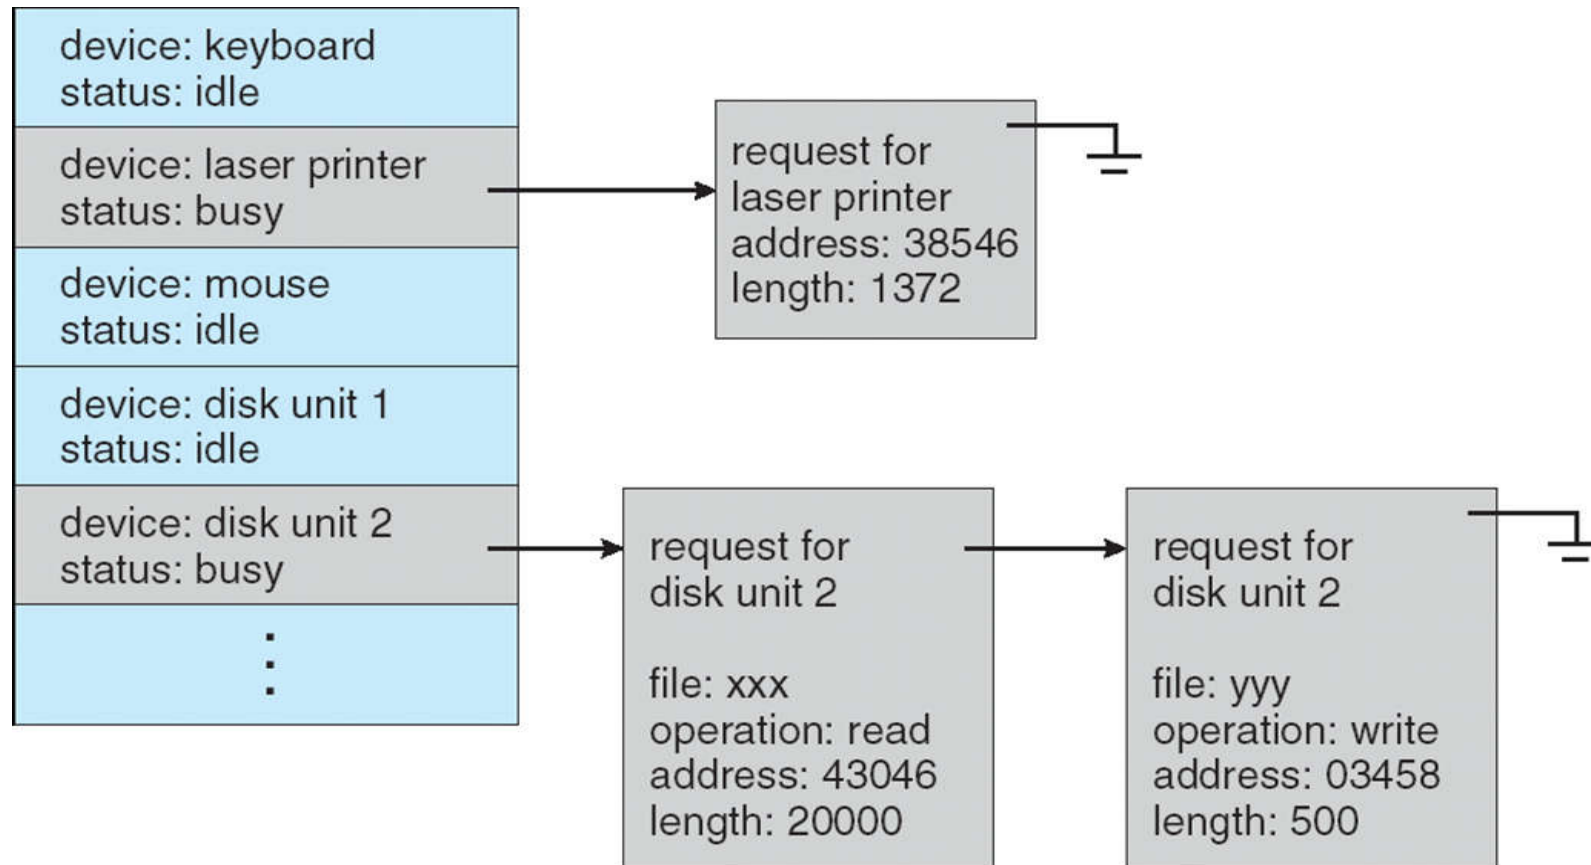 device: keyboard
status: idle
device: laser printer
status: busy
device: mouse
status: idle
device: disk unit 1
status: idle
device: disk unit 2
status: busy
request for
laser printer
address: 38546
length: 1372
request for
disk unit 2
file: xxx
operation: read
address: 43046
length: 20000
request for
disk unit 2
file: yyy
operation: write
address: 03458
length: 500